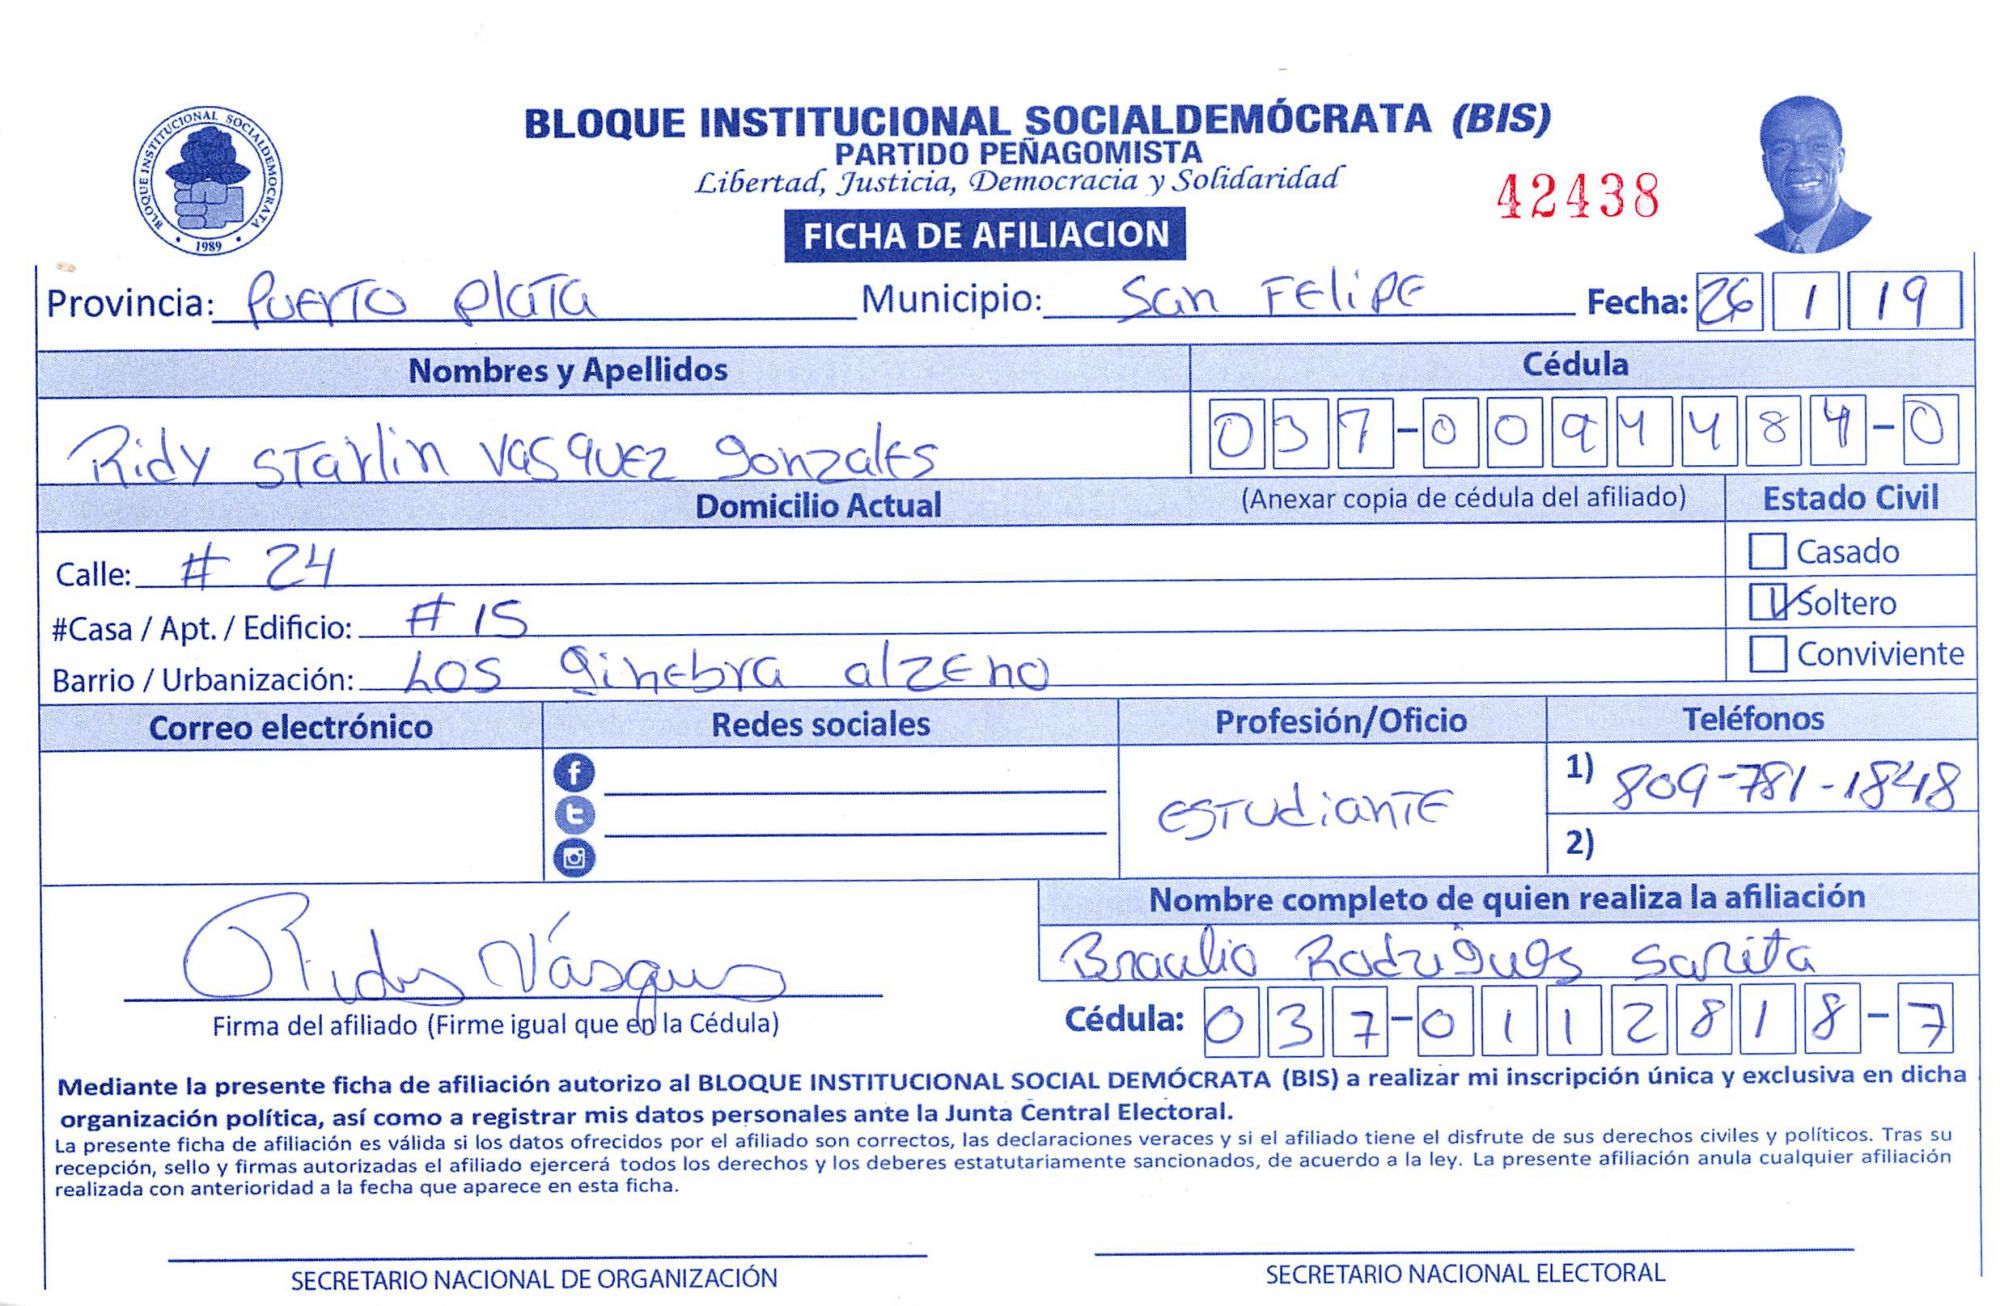 BLOQUE INSTITUCIONAL SOCIALDEMÓCRATA
1989
BLOQUE INSTITUCIONAL SOCIALDEMÓCRATA (BIS)
PARTIDO PEÑAGOMISTA
Libertad, Justicia, Democracia y Solidaridad
42438
FICHA DE AFILIACION
Provincia: Puerto Plata Municipio: San Felipe Fecha: 26 1 19
Nombres y Apellidos Cédula
Ridy Starlin Vasquez gonzales 037-0094484-0
Domicilio Actual (Anexar copia de cédula del afiliado) Estado Civil
Calle: # 24 Casado
#Casa / Apt. / Edificio: # 15 Soltero
Barrio / Urbanización: Los ginebra alzeno Conviviente
Correo electrónico Redes sociales Profesión/Oficio Teléfonos
Estudiante 1) 809-781-1848
2)
Nombre completo de quien realiza la afiliación
Ridy Vásquez Braulio Rodrigues Sarita
Firma del afiliado (Firme igual que en la Cédula) Cédula: 037-0112818-7
Mediante la presente ficha de afiliación autorizo al BLOQUE INSTITUCIONAL SOCIAL DEMÓCRATA (BIS) a realizar mi inscripción única y exclusiva en dicha
organización política, así como a registrar mis datos personales ante la Junta Central Electoral.
La presente ficha de afiliación es válida si los datos ofrecidos por el afiliado son correctos, las declaraciones veraces y si el afiliado tiene el disfrute de sus derechos civiles y políticos. Tras su
recepción, sello y firmas autorizadas el afiliado ejercerá todos los derechos y los deberes estatutariamente sancionados, de acuerdo a la ley. La presente afiliación anula cualquier afiliación
realizada con anterioridad a la fecha que aparece en esta ficha.
SECRETARIO NACIONAL DE ORGANIZACIÓN SECRETARIO NACIONAL ELECTORAL